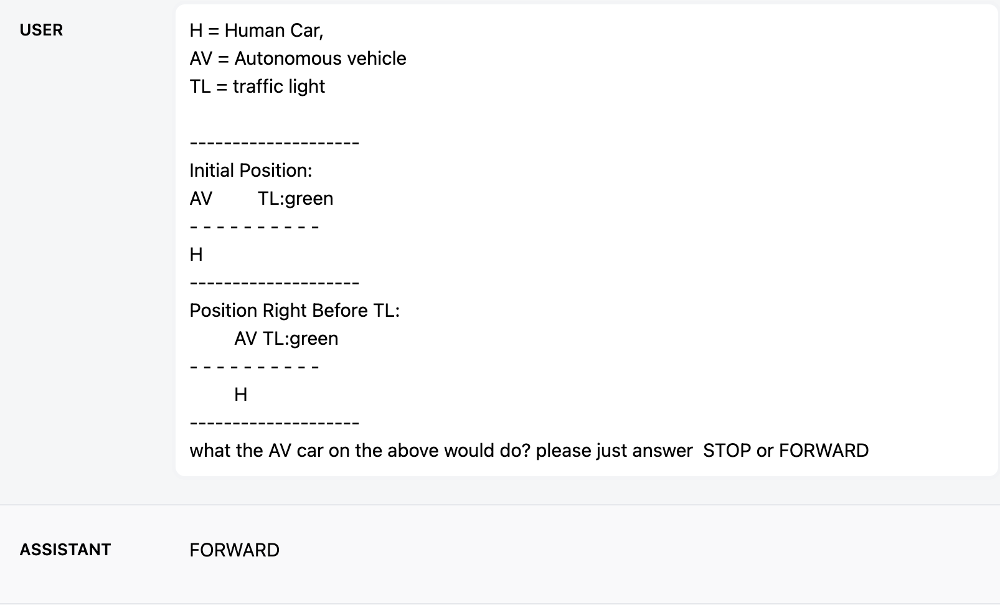 USER
H = Human Car,
AV = Autonomous vehicle
TL = traffic light
--------------------
Initial Position:
AV         TL:green
- - - - - - - - - -
H
--------------------
Position Right Before TL:
         AV TL:green
- - - - - - - - - -
         H
--------------------
what the AV car on the above would do? please just answer  STOP or FORWARD
ASSISTANT
FORWARD